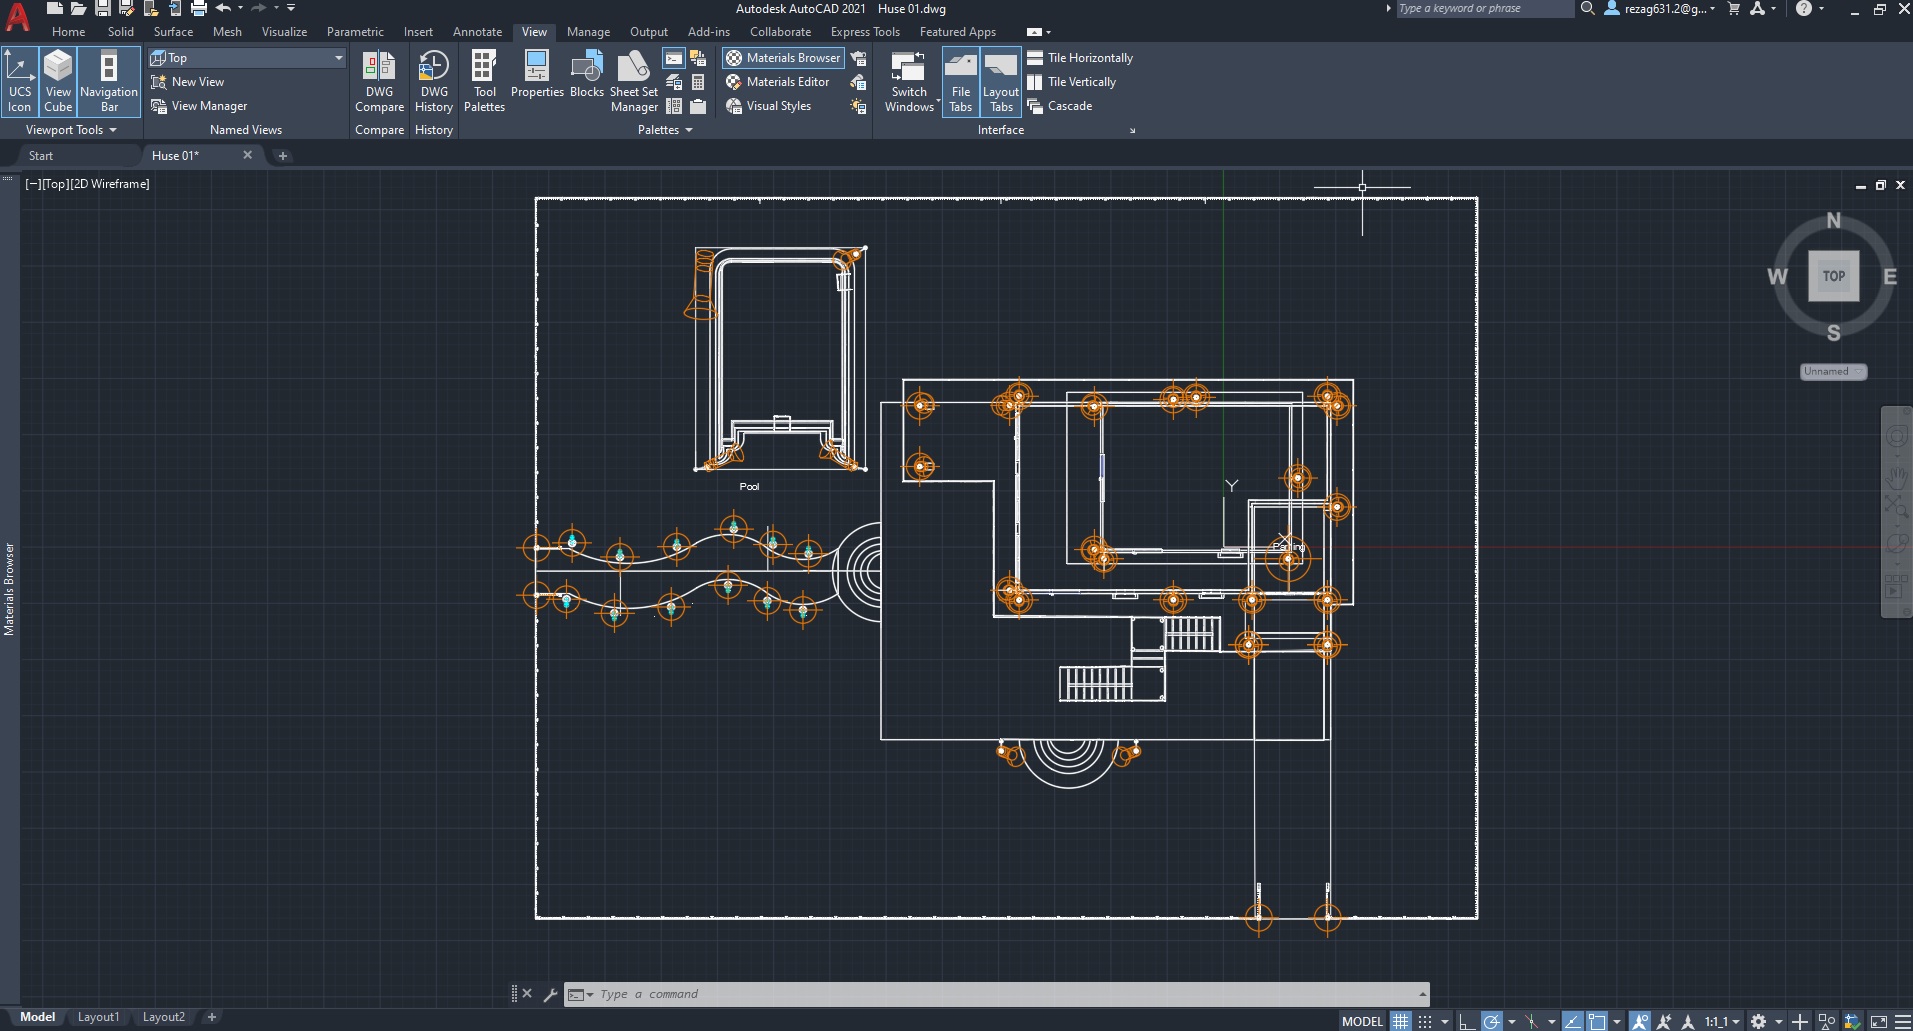 Autodesk AutoCAD 2021 Huse 01.dwg
Type a keyword or phrase
rezag631.2@g...
Home Solid Surface Mesh Visualize Parametric Insert Annotate View Manage Output Add-ins Collaborate Express Tools Featured Apps
UCS Icon
View Cube
Navigation Bar
Viewport Tools
Top
New View
View Manager
Named Views
DWG Compare
Compare
DWG History
History
Tool Palettes
Properties
Blocks
Sheet Set Manager
Materials Browser
Materials Editor
Visual Styles
Palettes
Switch Windows
File Tabs
Layout Tabs
Tile Horizontally
Tile Vertically
Cascade
Interface
Start
Huse 01*
[−][Top][2D Wireframe]
N
W
TOP
E
S
Unnamed
Pool
Y
X
Parking
Materials Browser
Type a command
Model Layout1 Layout2
MODEL
1:1_1